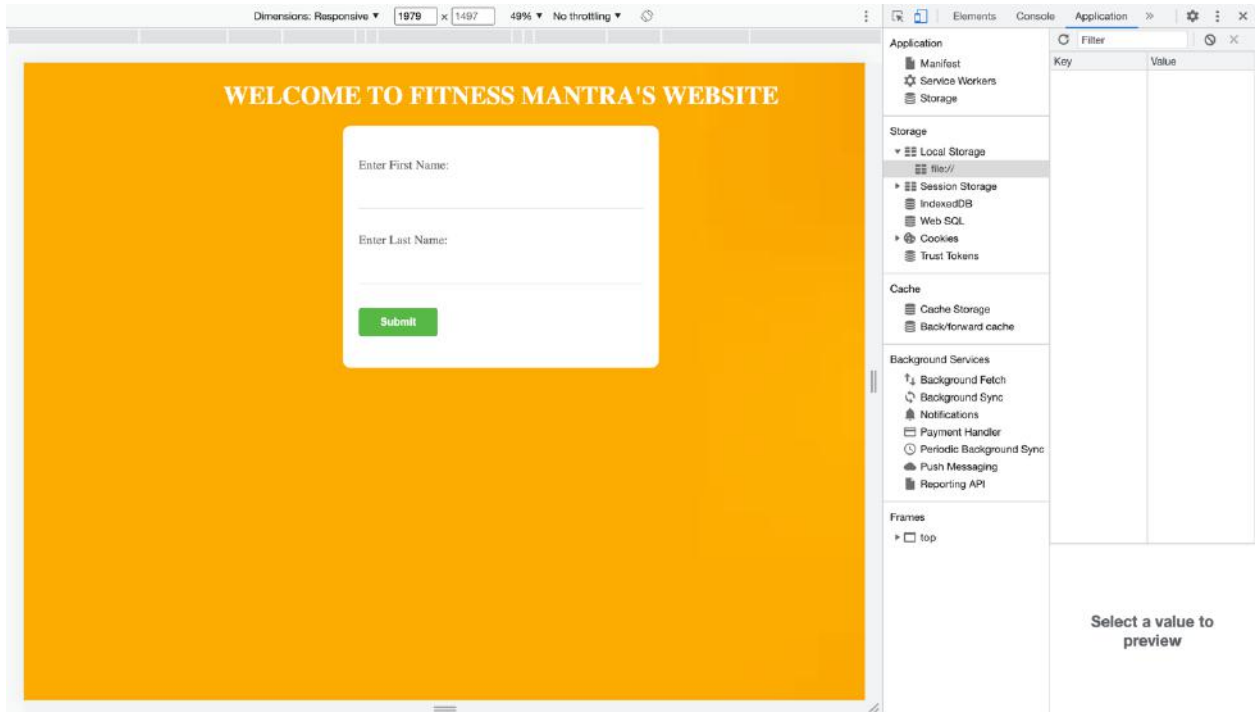 Dimensions: Responsive ▼ 1979 x 1497 49% ▼ No throttling ▼
Elements Console Application »
WELCOME TO FITNESS MANTRA'S WEBSITE
Enter First Name:
Enter Last Name:
Submit
Application
Manifest
Service Workers
Storage
Storage
Local Storage
file://
Session Storage
IndexedDB
Web SQL
Cookies
Trust Tokens
Cache
Cache Storage
Back/forward cache
Background Services
Background Fetch
Background Sync
Notifications
Payment Handler
Periodic Background Sync
Push Messaging
Reporting API
Frames
top
Filter
Key Value
Select a value to
preview